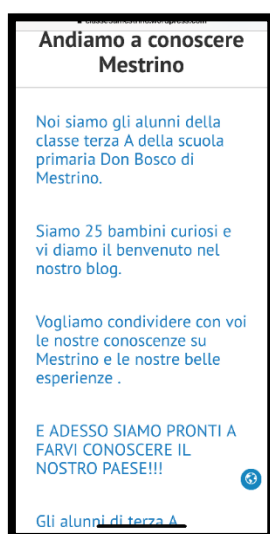 Andiamo a conoscere
Mestrino
Noi siamo gli alunni della
classe terza A della scuola
primaria Don Bosco di
Mestrino.
Siamo 25 bambini curiosi e
vi diamo il benvenuto nel
nostro blog.
Vogliamo condividere con voi
le nostre conoscenze su
Mestrino e le nostre belle
esperienze .
E ADESSO SIAMO PRONTI A
FARVI CONOSCERE IL
NOSTRO PAESE!!!
Gli alunni di terza A